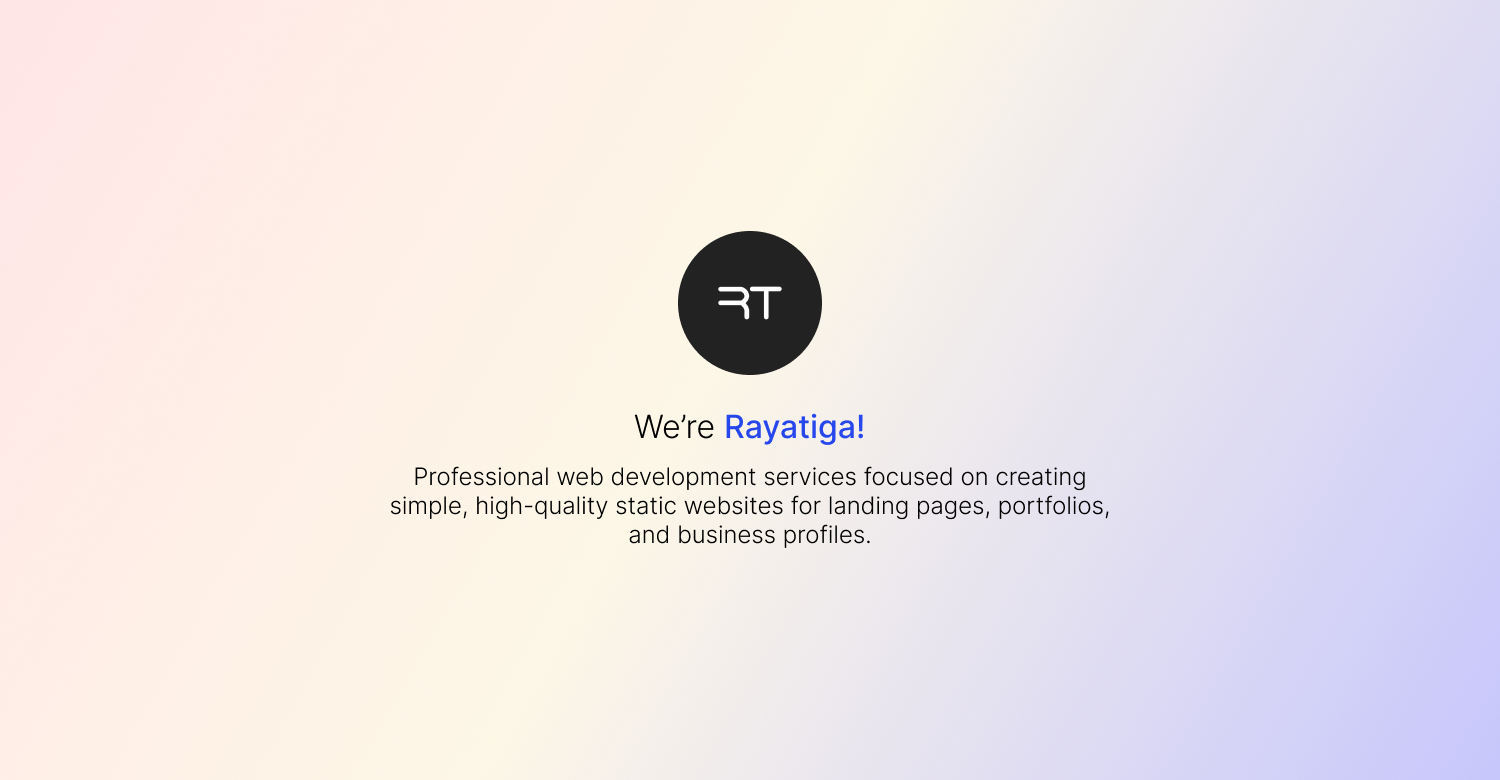 RT
We’re Rayatiga!
Professional web development services focused on creating
simple, high-quality static websites for landing pages, portfolios,
and business profiles.